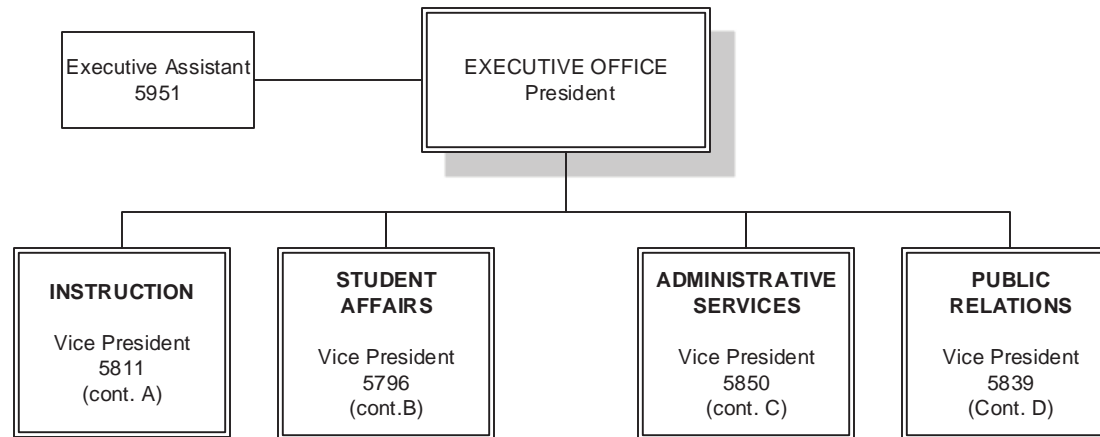 Executive Assistant
5951
EXECUTIVE OFFICE
President
INSTRUCTION
Vice President
5811
(cont. A)
STUDENT
AFFAIRS
Vice President
5796
(cont.B)
ADMINISTRATIVE
SERVICES
Vice President
5850
(cont. C)
PUBLIC
RELATIONS
Vice President
5839
(Cont. D)